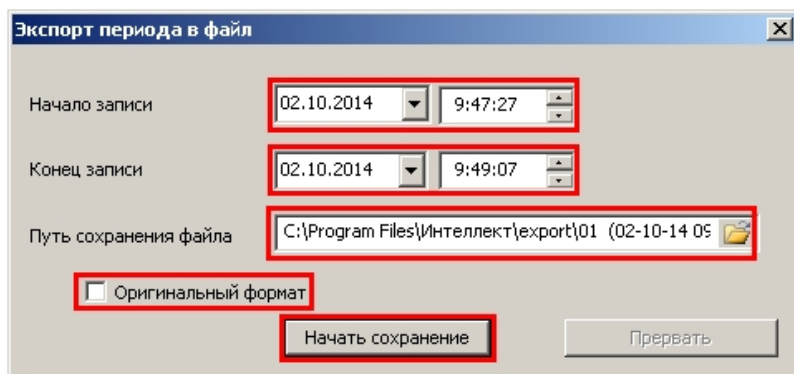 Экспорт периода в файл
Начало записи 02.10.2014 9:47:27
Конец записи 02.10.2014 9:49:07
Путь сохранения файла C:\Program Files\Интеллект\export\01 (02-10-14 09
Оригинальный формат
Начать сохранение Прервать